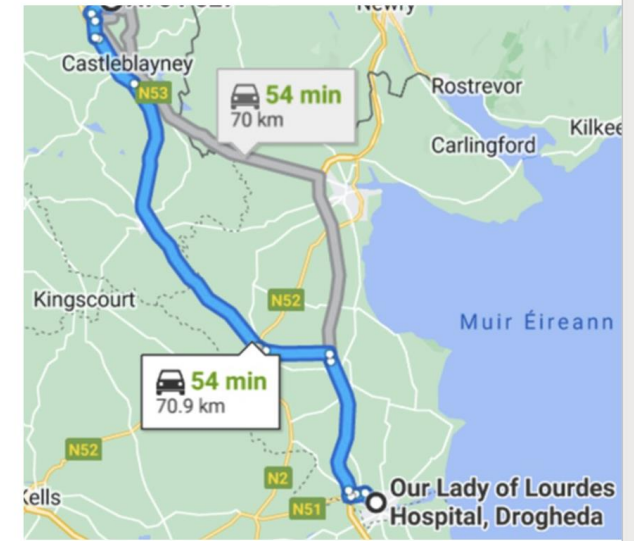 Newry
Castleblayney
N53
54 min
70 km
Rostrevor
Carlingford
Kilkee
Kingscourt
N52
Muir Éireann
54 min
70.9 km
N52
N2
Kells
N51
Our Lady of Lourdes
Hospital, Drogheda